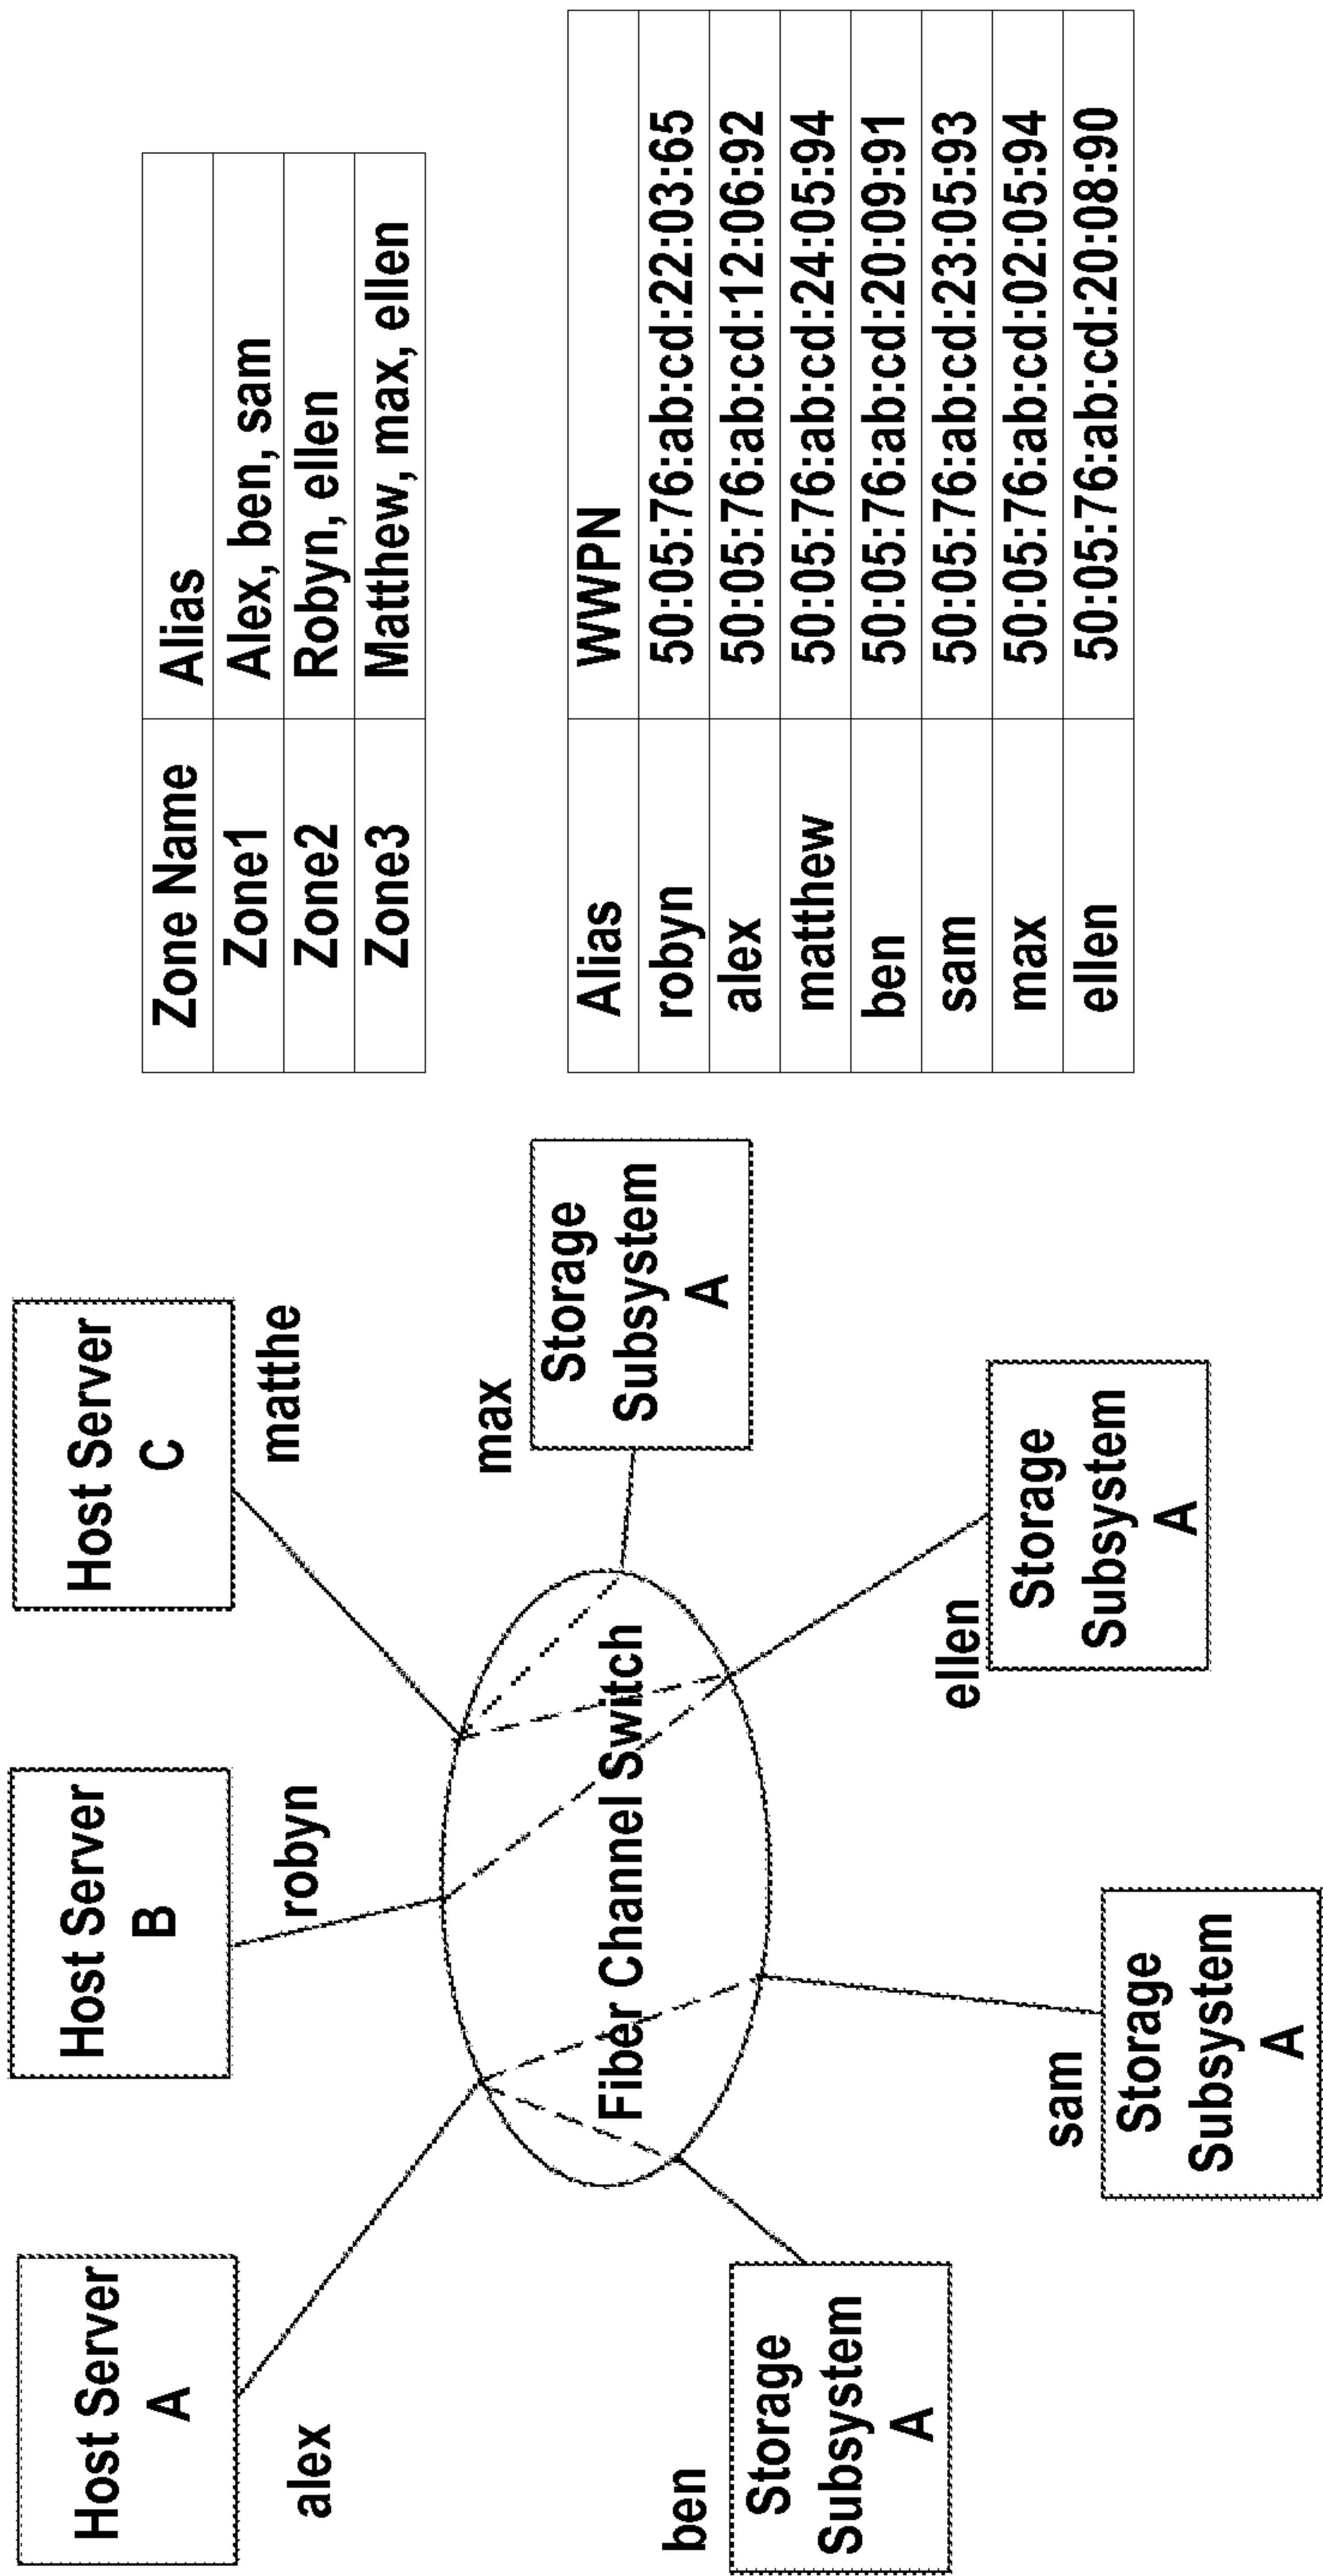 Host Server
A
Host Server
B
Host Server
C
alex
robyn
matthe
Fiber Channel Switch
ben
sam
ellen
max
Storage
Subsystem
A
Storage
Subsystem
A
Storage
Subsystem
A
Storage
Subsystem
A
Zone Name Alias
Zone1 Alex, ben, sam
Zone2 Robyn, ellen
Zone3 Matthew, max, ellen
Alias WWPN
robyn 50:05:76:ab:cd:22:03:65
alex 50:05:76:ab:cd:12:06:92
matthew 50:05:76:ab:cd:24:05:94
ben 50:05:76:ab:cd:20:09:91
sam 50:05:76:ab:cd:23:05:93
max 50:05:76:ab:cd:02:05:94
ellen 50:05:76:ab:cd:20:08:90